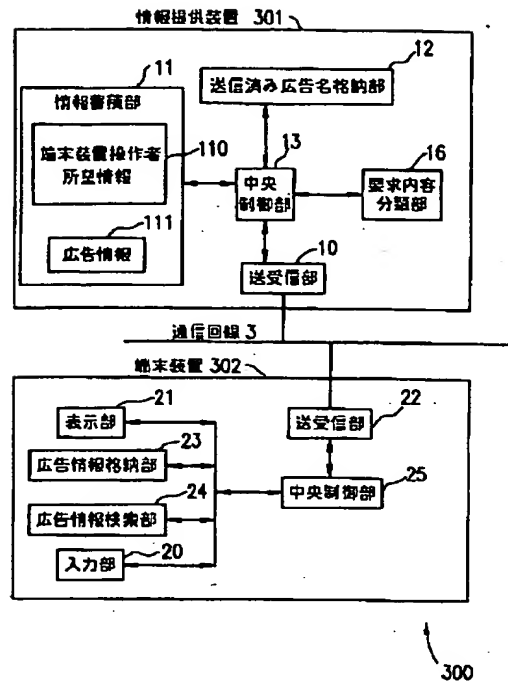 情報提供装置 301
11
情報蓄積部
端末装置操作者
所望情報
110
111
広告情報
12
送信済み広告名格納部
13
中央
制御部
16
要求内容
分類部
10
送受信部
通信回線 3
端末装置 302
21
表示部
23
広告情報格納部
24
広告情報検索部
20
入力部
22
送受信部
25
中央制御部
300